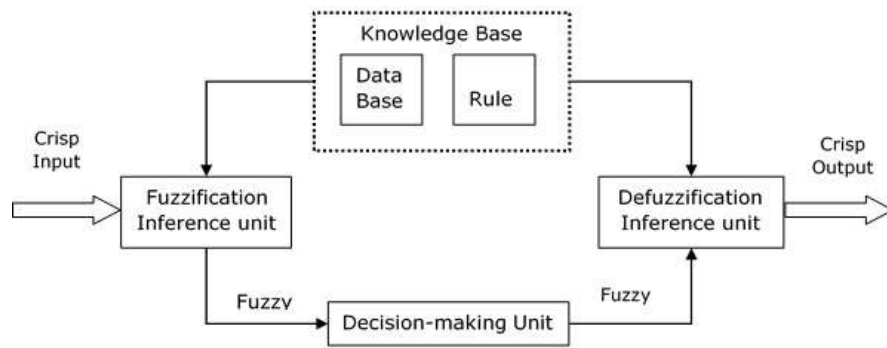 Knowledge Base
Data
Base
Rule
Crisp
Input
Crisp
Output
Fuzzification
Inference unit
Defuzzification
Inference unit
Fuzzy
Fuzzy
Decision-making Unit